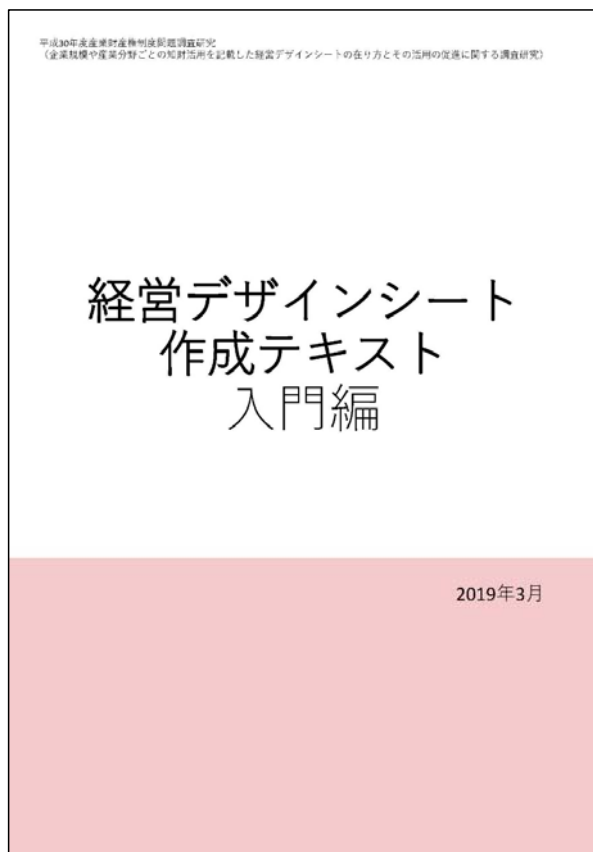 平成30年度産業財産権制度問題調査研究
（企業規模や産業分野ごとの知財活用を記載した経営デザインシートの在り方とその活用の促進に関する調査研究）
経営デザインシート
作成テキスト
入門編
2019年3月